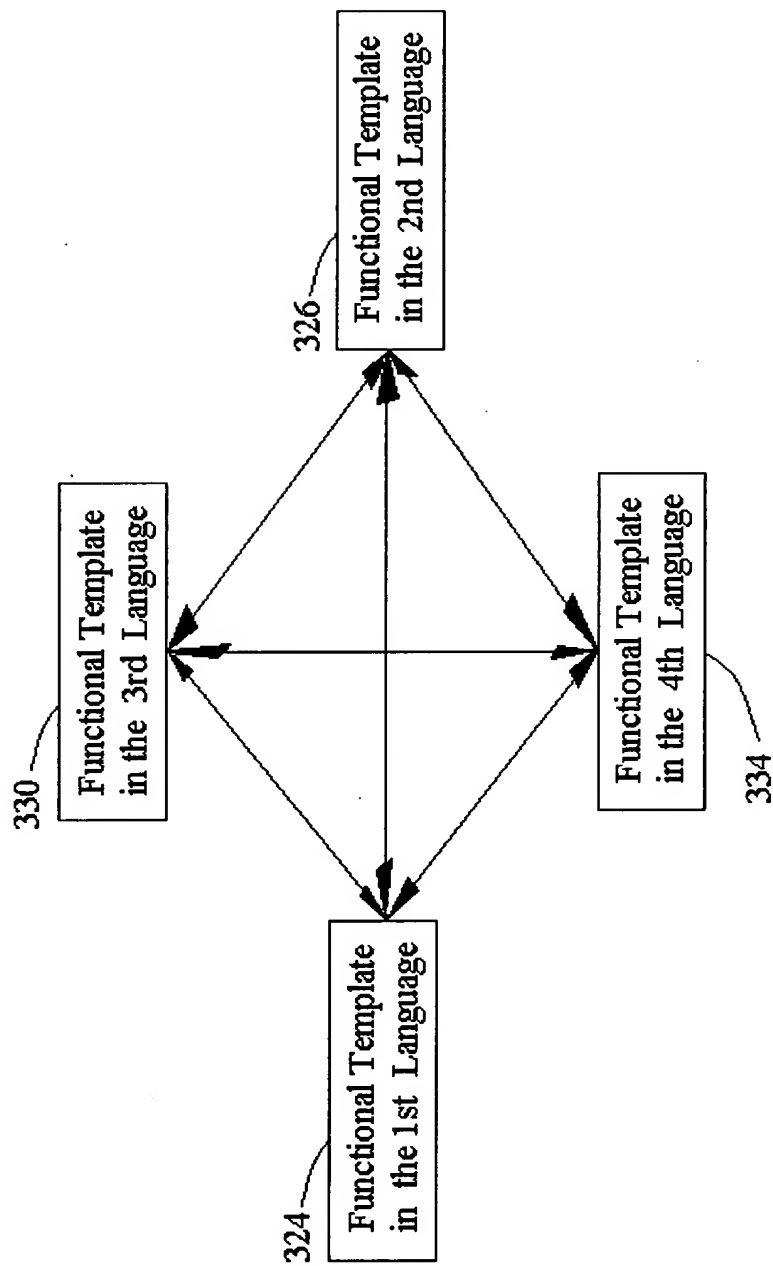 330
Functional Template
in the 3rd Language
324
Functional Template
in the 1st Language
326
Functional Template
in the 2nd Language
Functional Template
in the 4th Language
334